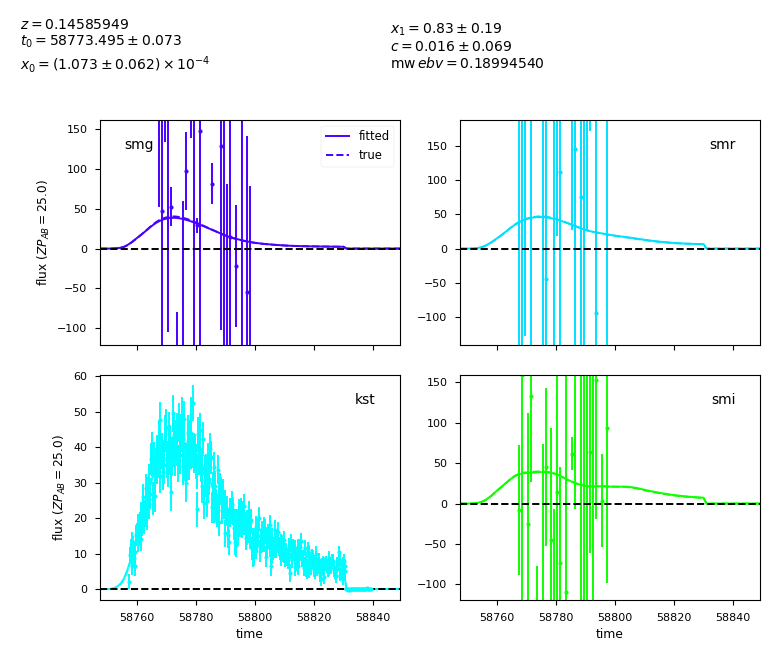 z = 0.14585949
t₀ = 58773.495 ± 0.073
x₀ = (1.073 ± 0.062) × 10⁻⁴
x₁ = 0.83 ± 0.19
c = 0.016 ± 0.069
mw ebv = 0.18994540
smg
fitted
true
flux (ZP_AB = 25.0)
150
100
50
0
−50
−100
smr
150
100
50
0
−50
−100
kst
flux (ZP_AB = 25.0)
60
50
40
30
20
10
0
58760 58780 58800 58820 58840
time
smi
150
100
50
0
−50
−100
58760 58780 58800 58820 58840
time